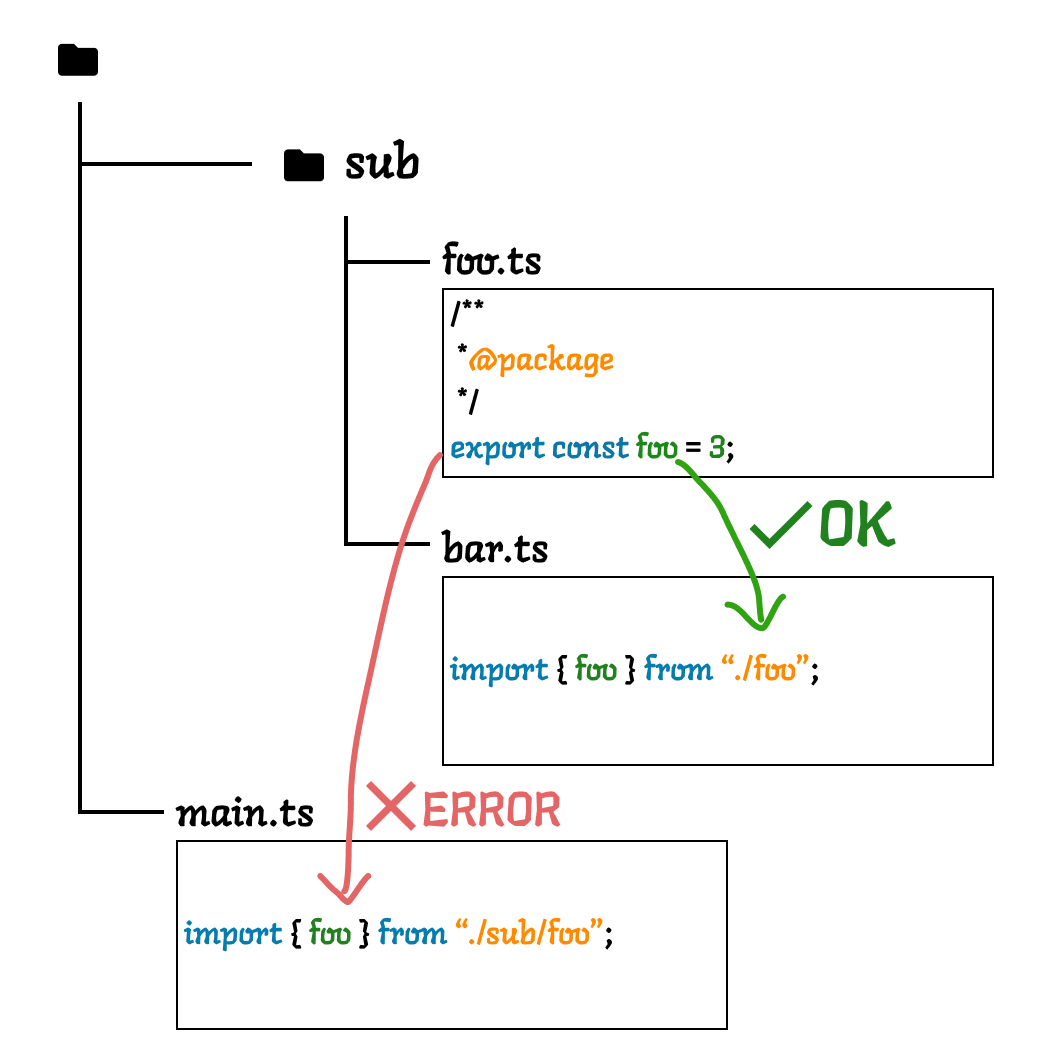 sub
foo.ts
/**
*@package
*/
export const foo = 3;
OK
bar.ts
import { foo } from “./foo”;
main.ts
ERROR
import { foo } from “./sub/foo”;